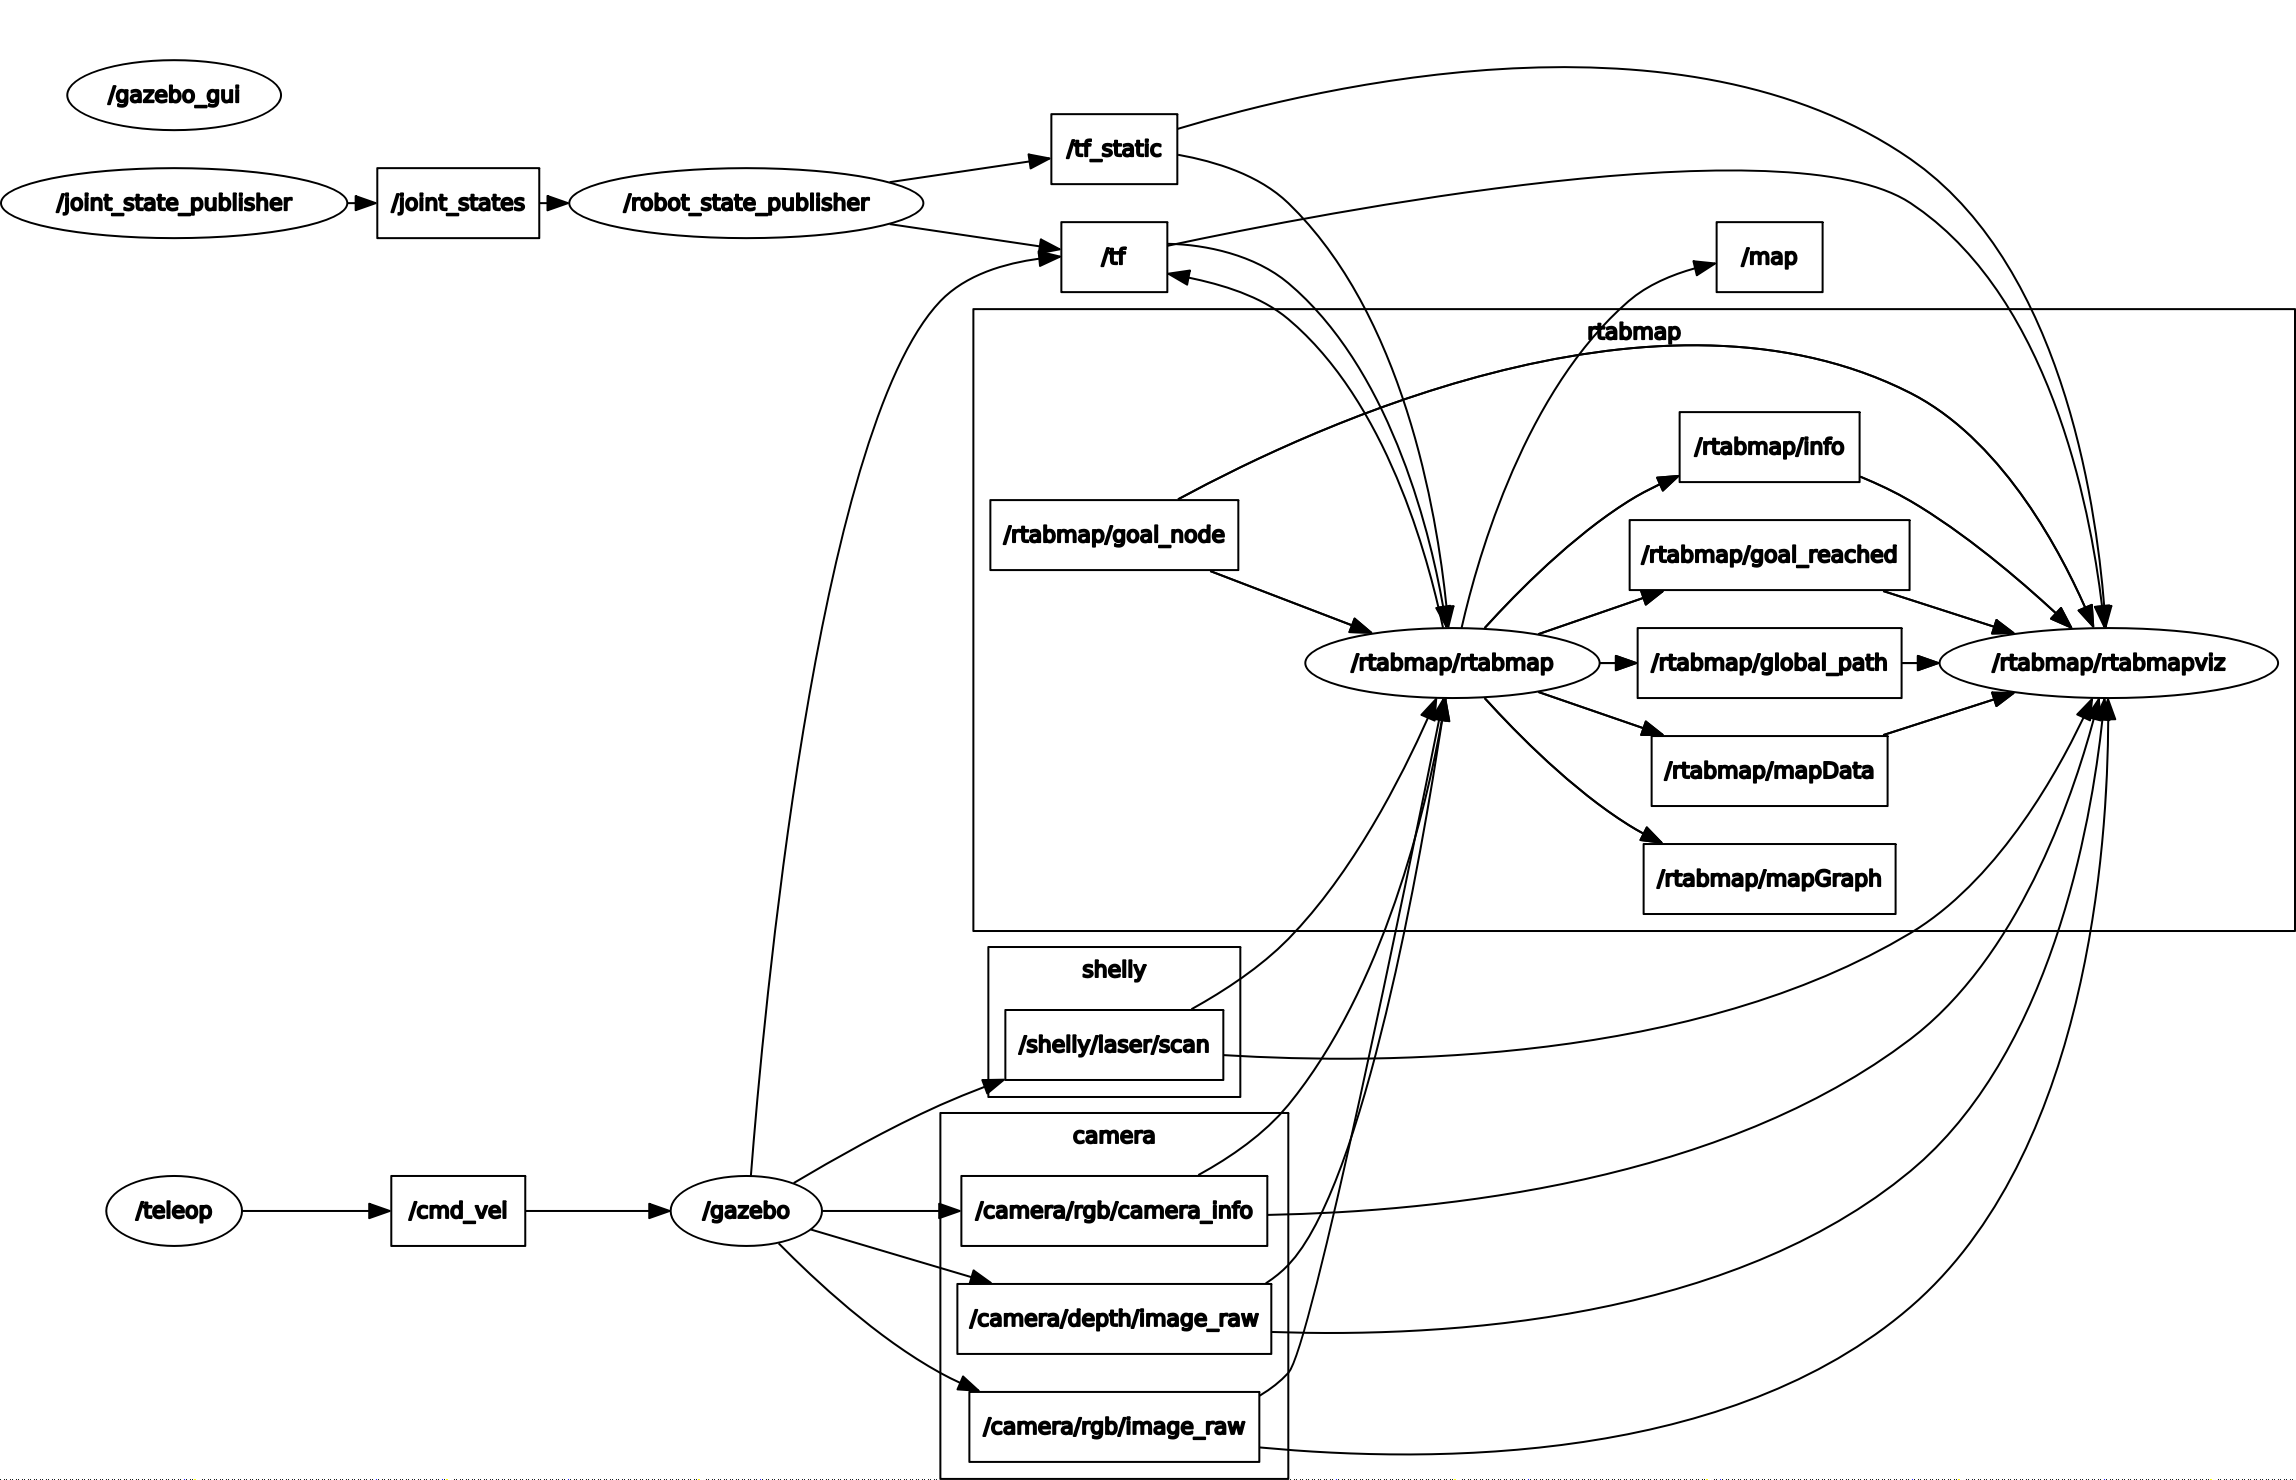 /gazebo_gui
/joint_state_publisher
/joint_states
/robot_state_publisher
/tf_static
/tf
/map
rtabmap
/rtabmap/goal_node
/rtabmap/rtabmap
/rtabmap/info
/rtabmap/goal_reached
/rtabmap/global_path
/rtabmap/mapData
/rtabmap/mapGraph
/rtabmap/rtabmapviz
shelly
/shelly/laser/scan
camera
/teleop
/cmd_vel
/gazebo
/camera/rgb/camera_info
/camera/depth/image_raw
/camera/rgb/image_raw